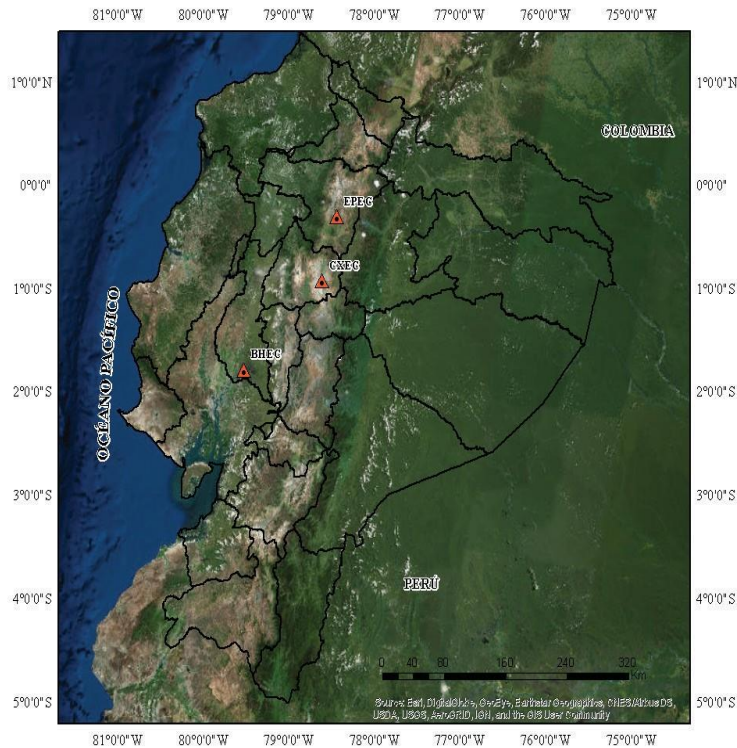 81°0'0"W 80°0'0"W 79°0'0"W 78°0'0"W 77°0'0"W 76°0'0"W 75°0'0"W
1°0'0"N 1°0'0"N
COLOMBIA
0°0'0" 0°0'0"
EPEC
CXEC
1°0'0"S 1°0'0"S
OCÉANO PACÍFICO
BHEC
2°0'0"S 2°0'0"S
3°0'0"S 3°0'0"S
PERÚ
4°0'0"S 4°0'0"S
0 40 80 160 240 320
Km
5°0'0"S 5°0'0"S
Source: Esri, DigitalGlobe, GeoEye, Earthstar Geographics, CNES/Airbus DS,
USDA, USGS, AeroGRID, IGN, and the GIS User Community
81°0'0"W 80°0'0"W 79°0'0"W 78°0'0"W 77°0'0"W 76°0'0"W 75°0'0"W